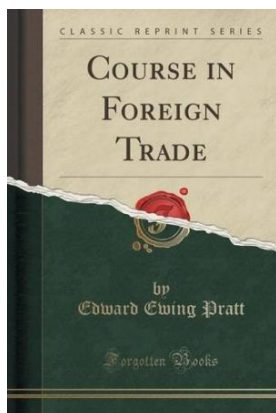 CLASSIC REPRINT SERIES
COURSE IN
FOREIGN
TRADE
by
Edward Ewing Pratt
Forgotten Books